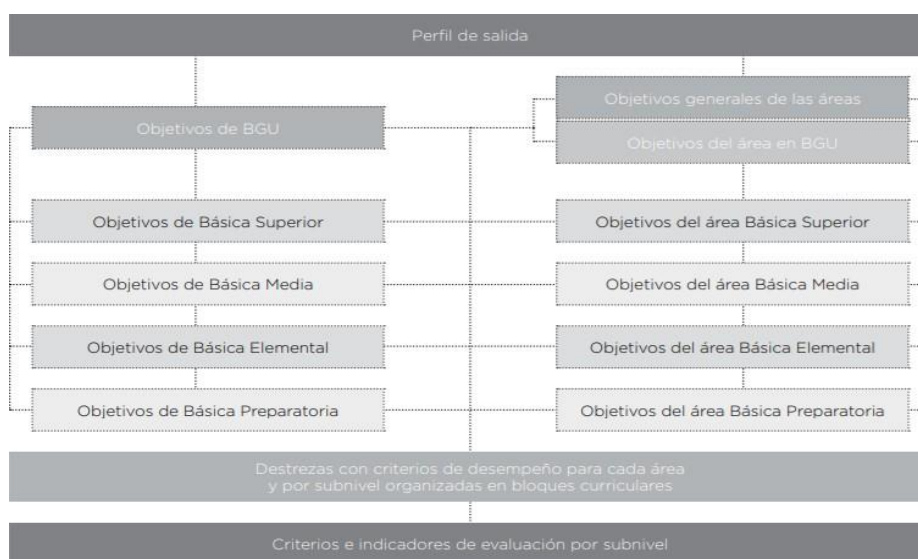 Perfil de salida
Objetivos generales de las áreas
Objetivos de BGU
Objetivos del área en BGU
Objetivos de Básica Superior
Objetivos del área Básica Superior
Objetivos de Básica Media
Objetivos del área Básica Media
Objetivos de Básica Elemental
Objetivos del área Básica Elemental
Objetivos de Básica Preparatoria
Objetivos del área Básica Preparatoria
Destrezas con criterios de desempeño para cada área
y por subnivel organizadas en bloques curriculares
Criterios e indicadores de evaluación por subnivel